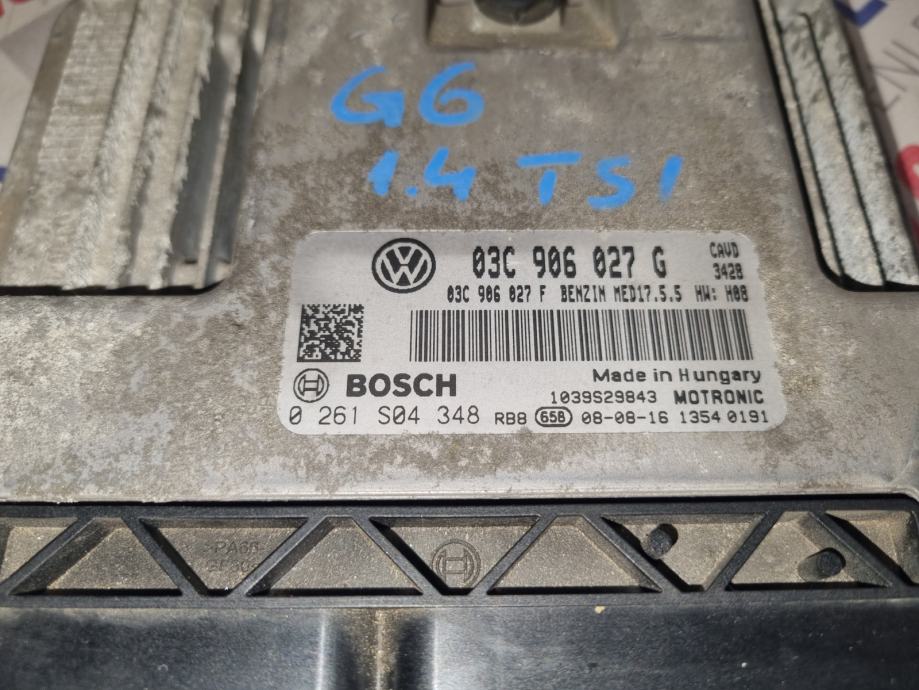 G6
1.4 TSI
03C 906 027 G CAVD
3428
03C 906 027 F BENZIN MED17.5.5 HW: H08
Made in Hungary
BOSCH 1039S29843 MOTRONIC
0 261 S04 348 RB8 65B 08-08-16 1354 0191